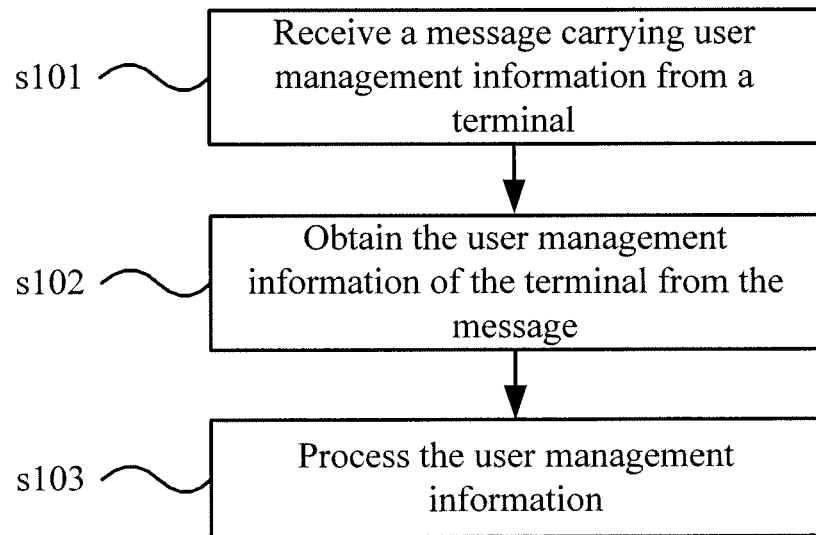 s101
Receive a message carrying user
management information from a
terminal
s102
Obtain the user management
information of the terminal from the
message
s103
Process the user management
information